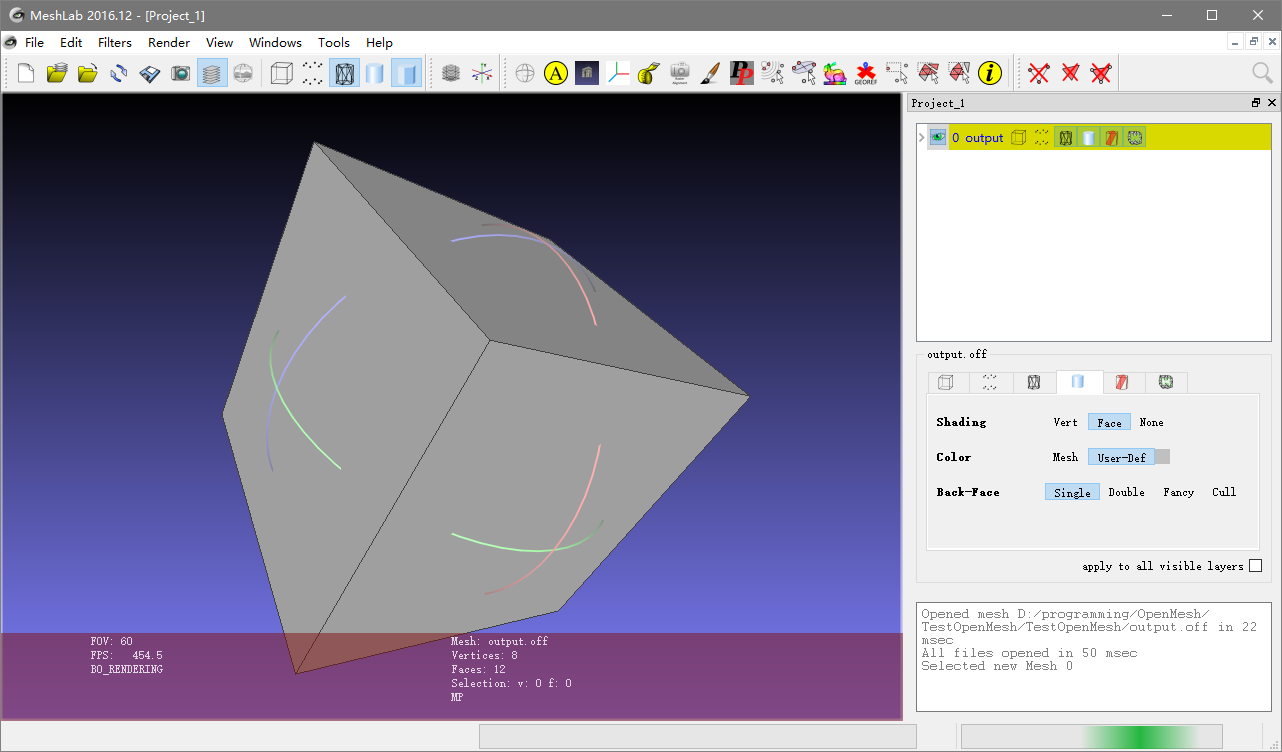 MeshLab 2016.12 - [Project_1]
File Edit Filters Render View Windows Tools Help
A
PP
GEOREF
i
Project_1
0 output
output.off
Shading Vert Face None
Color Mesh User-Def
Back-Face Single Double Fancy Cull
apply to all visible layers
Opened mesh D:/programming/OpenMesh/
TestOpenMesh/TestOpenMesh/output.off in 22
msec
All files opened in 50 msec
Selected new Mesh 0
FOV: 60
FPS: 454.5
BO_RENDERING
Mesh: output.off
Vertices: 8
Faces: 12
Selection: v: 0 f: 0
MP